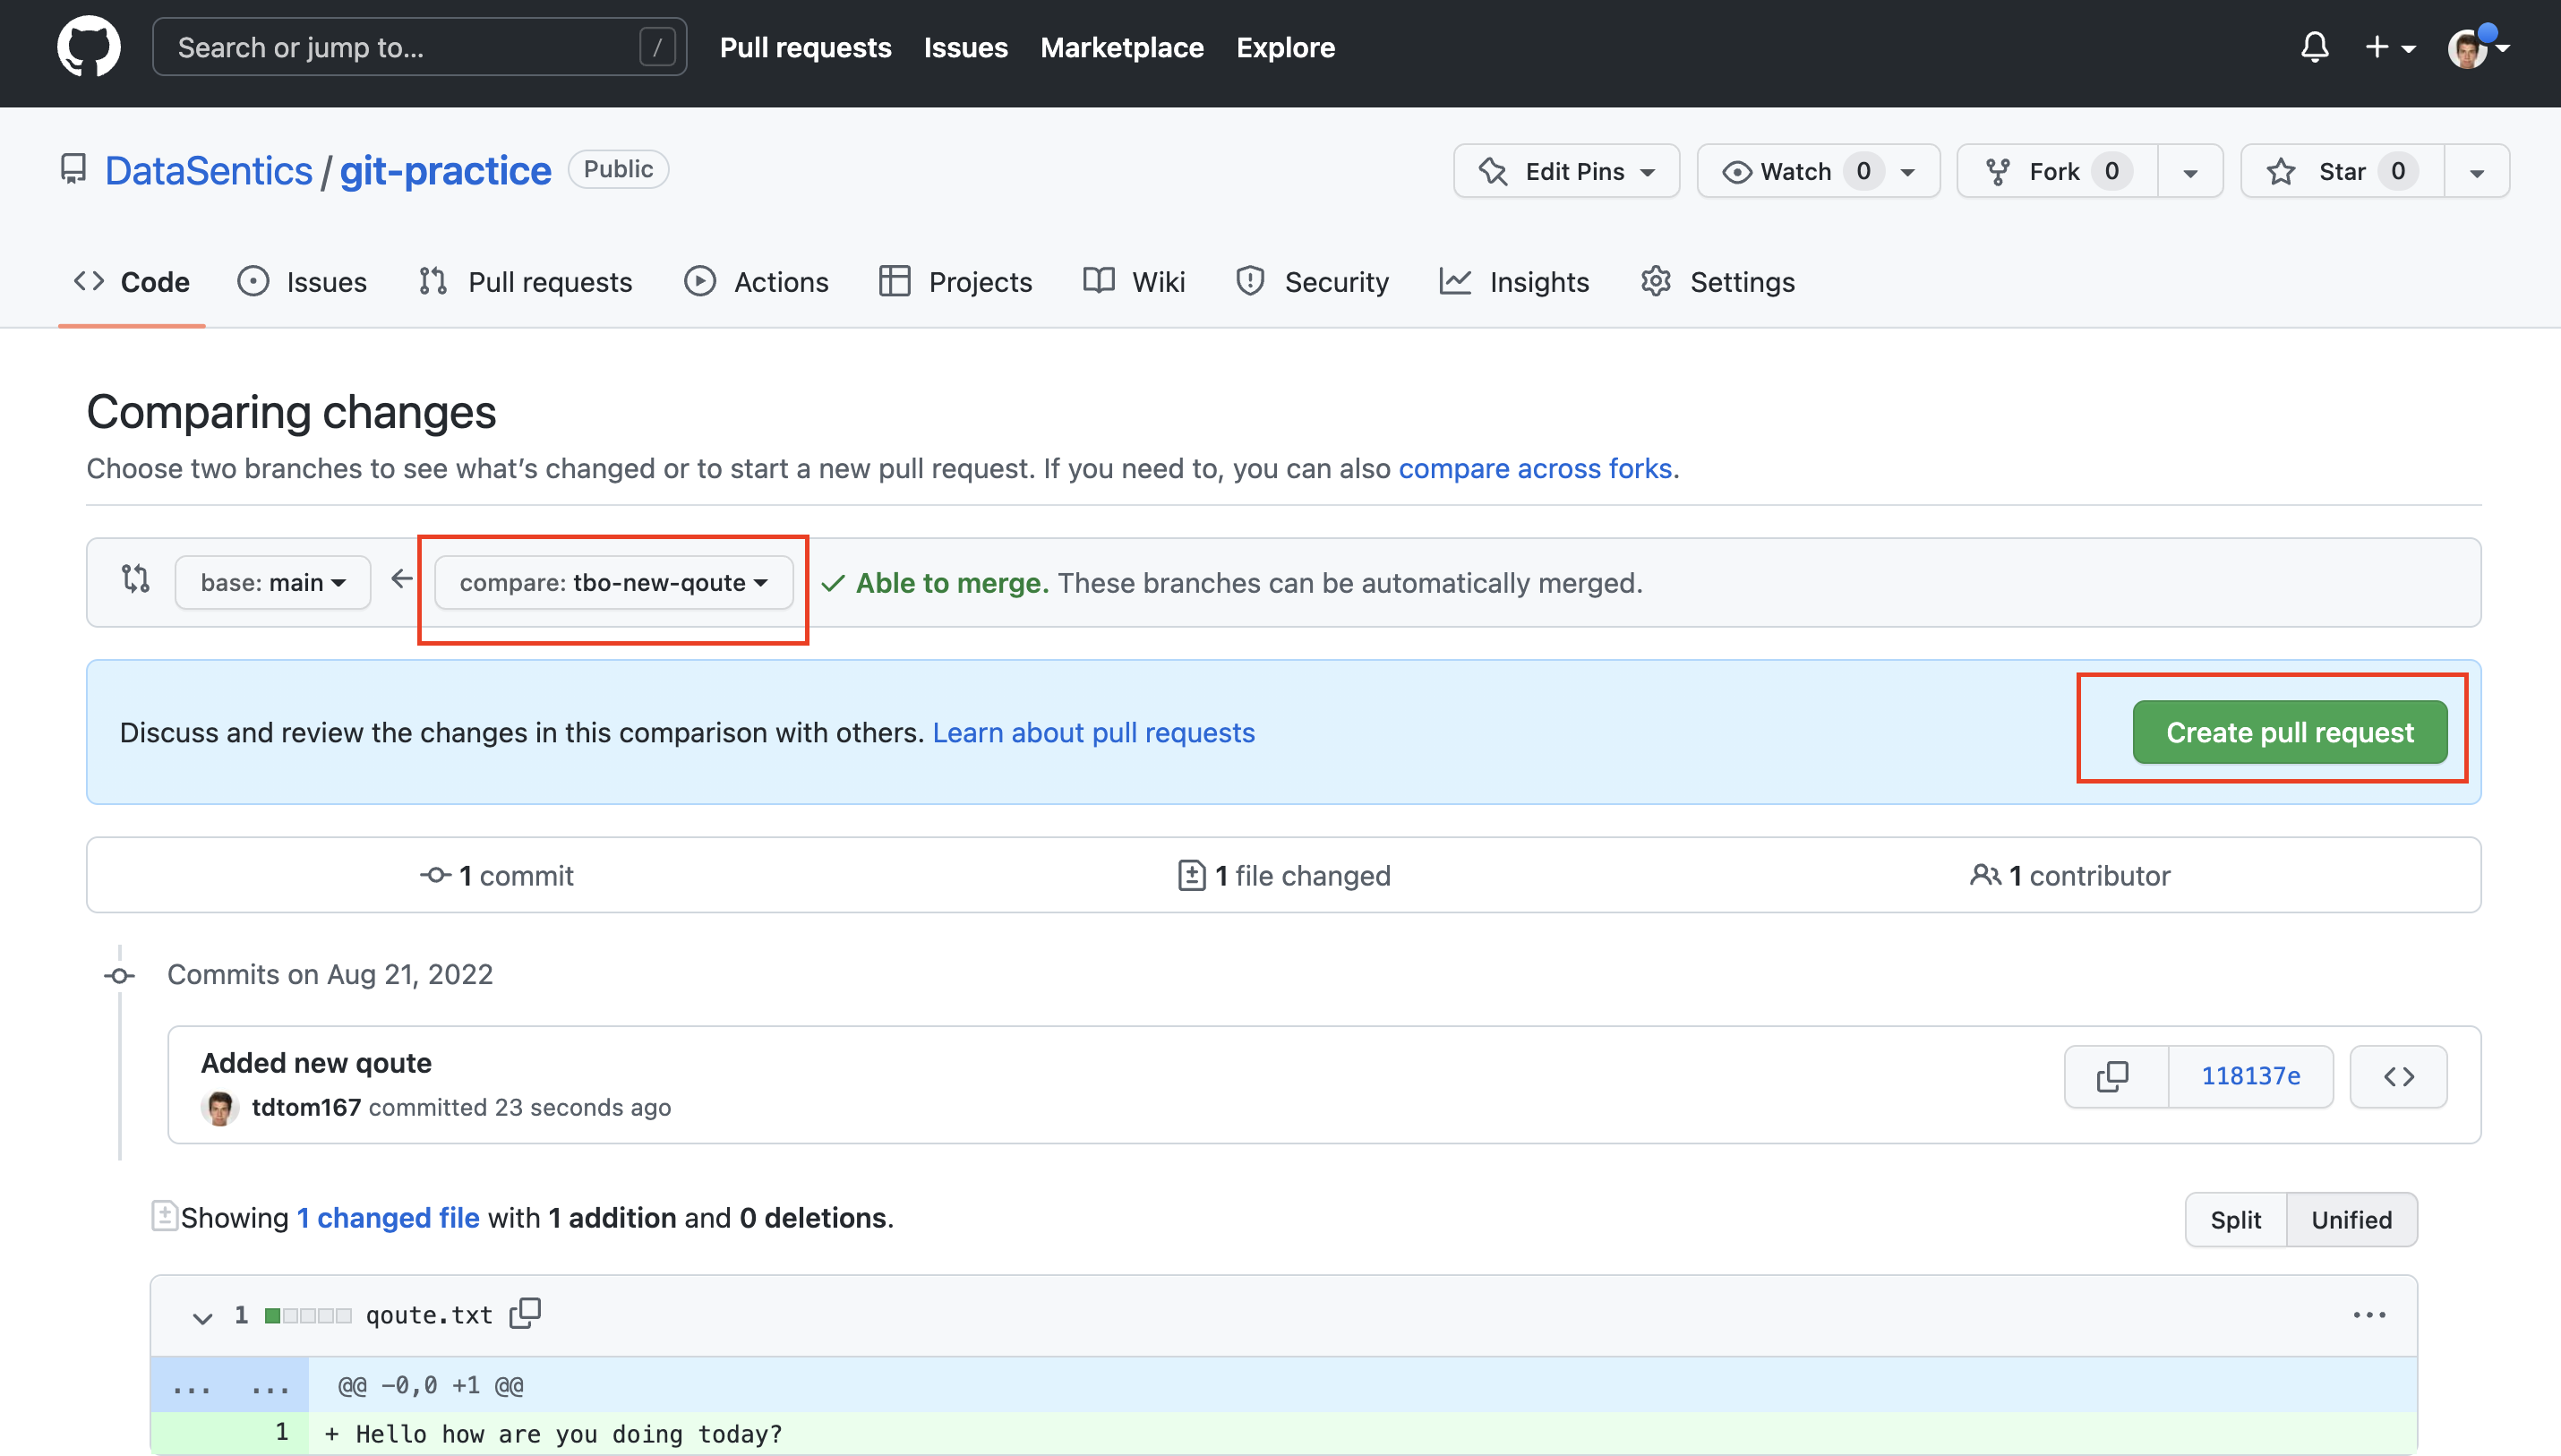 Search or jump to... / Pull requests Issues Marketplace Explore
DataSentics / git-practice Public Edit Pins Watch 0 Fork 0 Star 0
Code Issues Pull requests Actions Projects Wiki Security Insights Settings
Comparing changes
Choose two branches to see what’s changed or to start a new pull request. If you need to, you can also compare across forks.
base: main compare: tbo-new-qoute Able to merge. These branches can be automatically merged.
Discuss and review the changes in this comparison with others. Learn about pull requests Create pull request
1 commit 1 file changed 1 contributor
Commits on Aug 21, 2022
Added new qoute
tdtom167 committed 23 seconds ago 118137e
Showing 1 changed file with 1 addition and 0 deletions. Split Unified
1 qoute.txt
... ... @@ -0,0 +1 @@
1 + Hello how are you doing today?